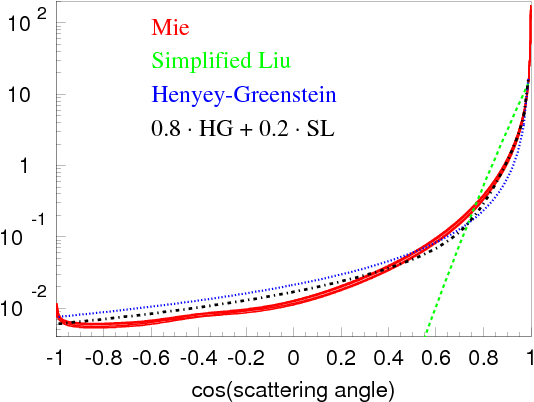 10 2
Mie
Simplified Liu
10
Henyey-Greenstein
0.8 · HG + 0.2 · SL
1
10 -1
10 -2
-1 -0.8 -0.6 -0.4 -0.2 0 0.2 0.4 0.6 0.8 1
cos(scattering angle)